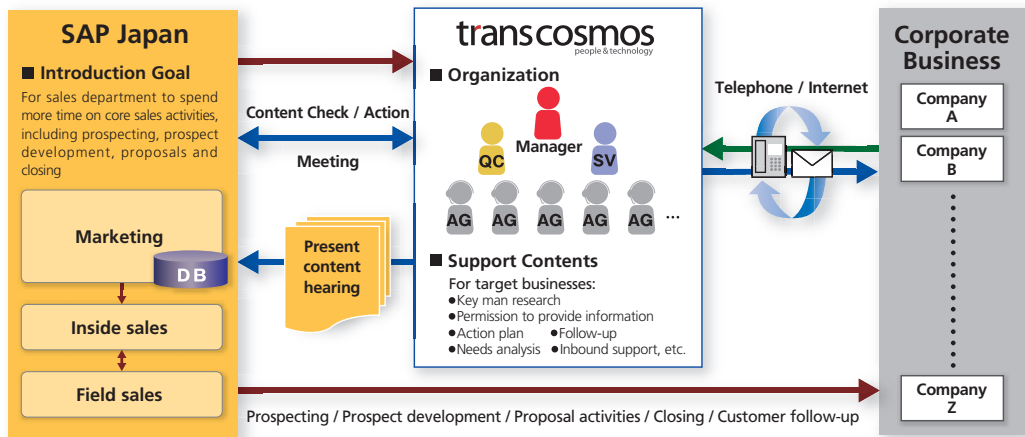 SAP Japan
■ Introduction Goal
For sales department to spend
more time on core sales activities,
including prospecting, prospect
development, proposals and
closing
Marketing
DB
Inside sales
Field sales
Content Check / Action
Meeting
Present
content
hearing
transcosmos
people & technology
■ Organization
Manager
QC
SV
AG AG AG AG AG ...
■ Support Contents
For target businesses:
●Key man research
●Permission to provide information
●Action plan ●Follow-up
●Needs analysis ●Inbound support, etc.
Telephone / Internet
Corporate
Business
Company
A
Company
B
Company
Z
Prospecting / Prospect development / Proposal activities / Closing / Customer follow-up